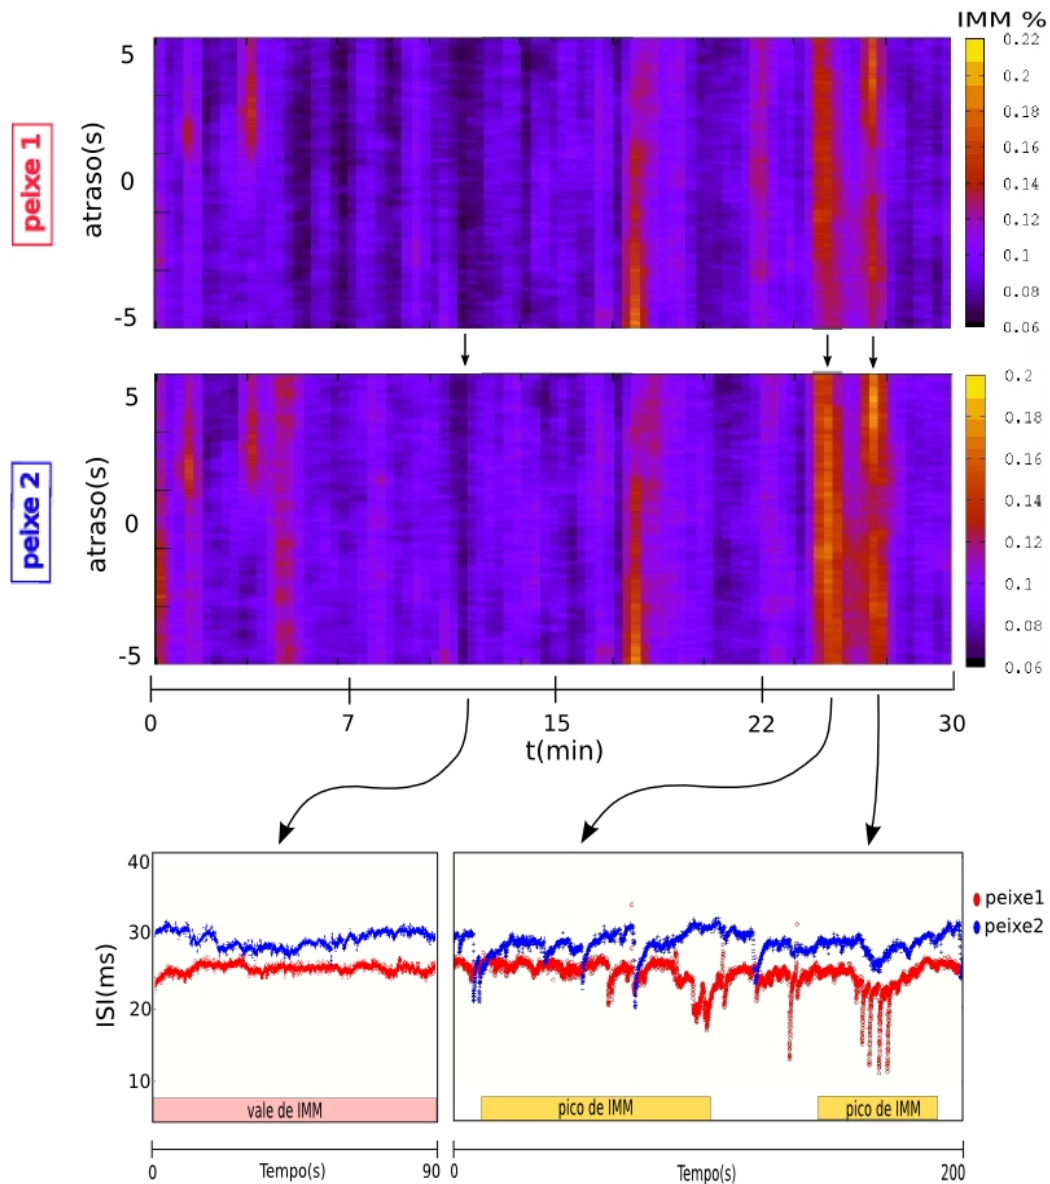 IMM %
peixe 1
atraso(s)
5
0
-5
0.22
0.2
0.18
0.16
0.14
0.12
0.1
0.08
0.06
peixe 2
atraso(s)
5
0
-5
0.2
0.18
0.16
0.14
0.12
0.1
0.08
0.06
0 7 15 22 30
t(min)
ISI(ms)
40
30
20
10
peixe1
peixe2
vale de IMM
pico de IMM
pico de IMM
0 Tempo(s) 90
0 Tempo(s) 200